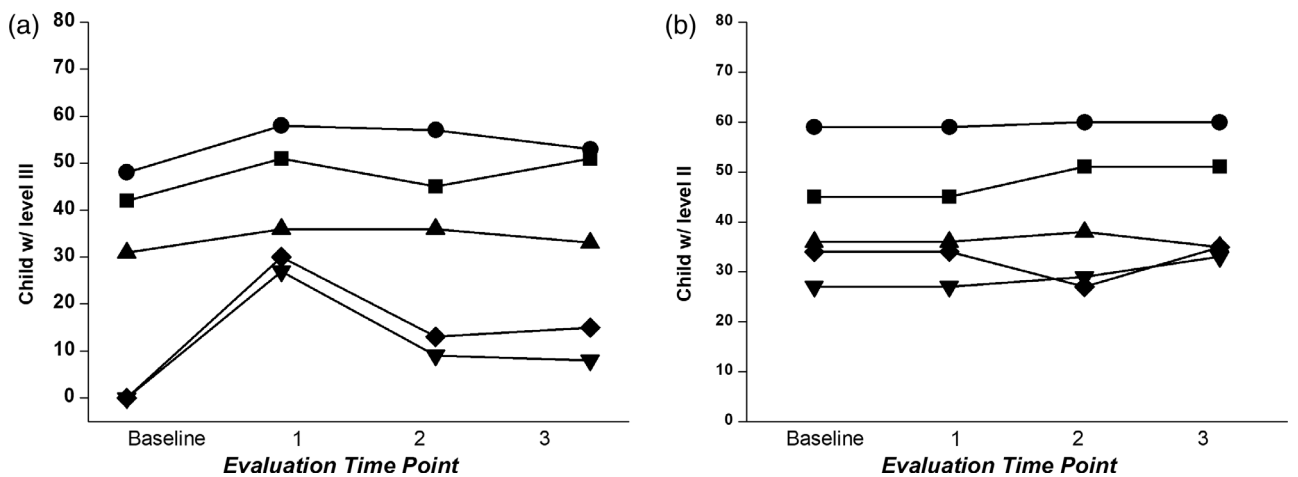 (a)
80
70
60
50
40
30
20
10
0
Child w/ level III
Baseline 1 2 3
Evaluation Time Point
(b)
80
70
60
50
40
30
20
10
0
Child w/ level II
Baseline 1 2 3
Evaluation Time Point